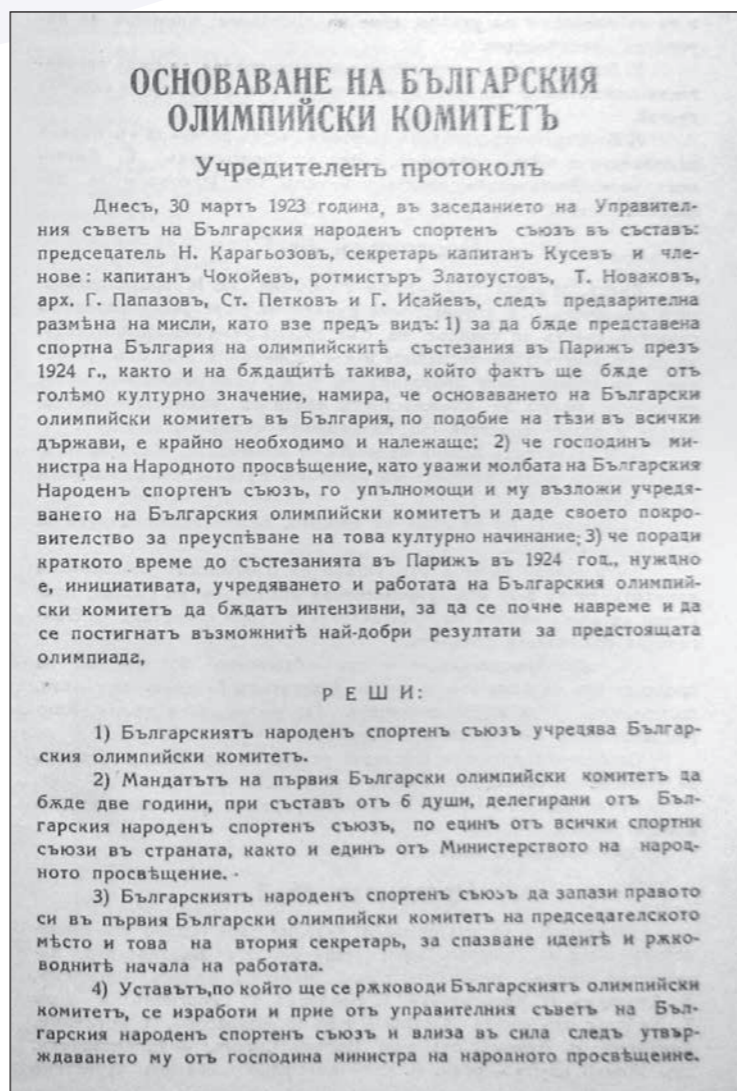 ОСНОВАВАНЕ НА БЪЛГАРСКИЯ
ОЛИМПИЙСКИ КОМИТЕТЪ
Учредителенъ протоколъ
Днесъ, 30 мартъ 1923 година, въ заседанието на Управител-
ния съветъ на Българския народенъ спортенъ съюзъ въ съставъ:
председатель Н. Карагьозовъ, секретарь капитанъ Кусевъ и чле-
нове: капитанъ Чокойевъ, ротмистъръ Златоустовъ, Т. Новаковъ,
арх. Г. Папазовъ, Ст. Петковъ и Г. Исайевъ, следъ предварителна
размѣна на мисли, като взе предъ видъ: 1) за да бѫде представена
спортна България на олимпийскитѣ състезания въ Парижъ презъ
1924 г., както и на бѫдащитѣ такива, който фактъ ще бѫде отъ
голѣмо културно значение, намира, че основаването на Български
олимпийски комитетъ въ България, по подобие на тѣзи въ всички
държави, е крайно необходимо и належаще; 2) че господинъ ми-
нистра на Народното просвѣщение, като уважи молбата на Българския
Народенъ спортенъ съюзъ, го упълномощи и му възложи учредя-
ването на Българския олимпийски комитетъ и даде своето покро-
вителство за преуспѣване на това културно начинание; 3) че поради
краткото време до състезанията въ Парижъ въ 1924 год., нуждно
е, инициативата, учредяването и работата на Българския олимпий-
ски комитетъ да бѫдатъ интензивни, за да се почне навреме и да
се постигнатъ възможнитѣ най-добри резултати за предстоящата
олимпиада,
РЕШИ:
1) Българскиятъ народенъ спортенъ съюзъ учредява Българ-
ския олимпийски комитетъ.
2) Мандатътъ на първия Български олимпийски комитетъ да
бѫде две години, при съставъ отъ 6 души, делегирани отъ Бъл-
гарския народенъ спортенъ съюзъ, по единъ отъ всички спортни
съюзи въ страната, както и единъ отъ Министерството на народ-
ното просвѣщение.
3) Българскиятъ народенъ спортенъ съюзъ да запази правото
си въ първия Български олимпийски комитетъ на председателското
мѣсто и това на втория секретарь, за спазване идеитѣ и рѫко-
воднитѣ начала на работата.
4) Уставътъ, по който ще се рѫководи Българскиятъ олимпийски
комитетъ, се изработи и прие отъ управителния съветъ на Бъл-
гарския народенъ спортенъ съюзъ и влиза въ сила следъ утвър-
ждаването му отъ господина министра на народното просвѣщение.